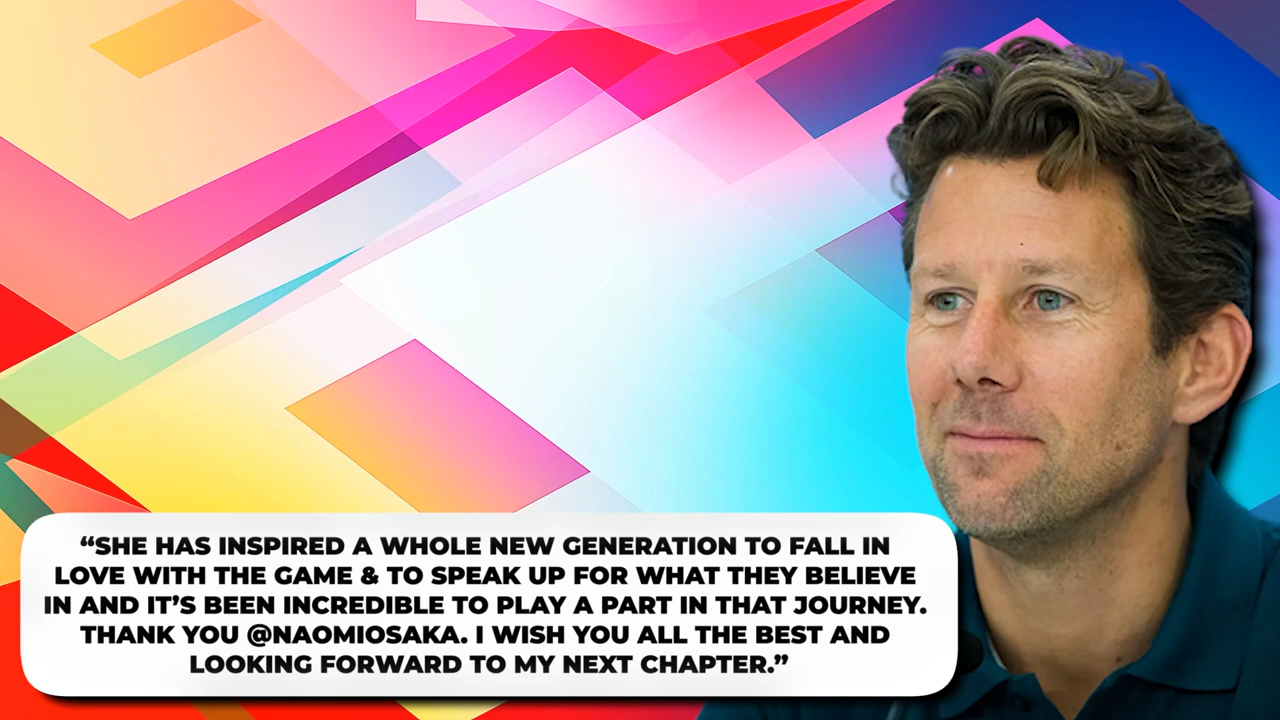 “SHE HAS INSPIRED A WHOLE NEW GENERATION TO FALL IN
LOVE WITH THE GAME & TO SPEAK UP FOR WHAT THEY BELIEVE
IN AND IT’S BEEN INCREDIBLE TO PLAY A PART IN THAT JOURNEY.
THANK YOU @NAOMIOSAKA. I WISH YOU ALL THE BEST AND
LOOKING FORWARD TO MY NEXT CHAPTER.”